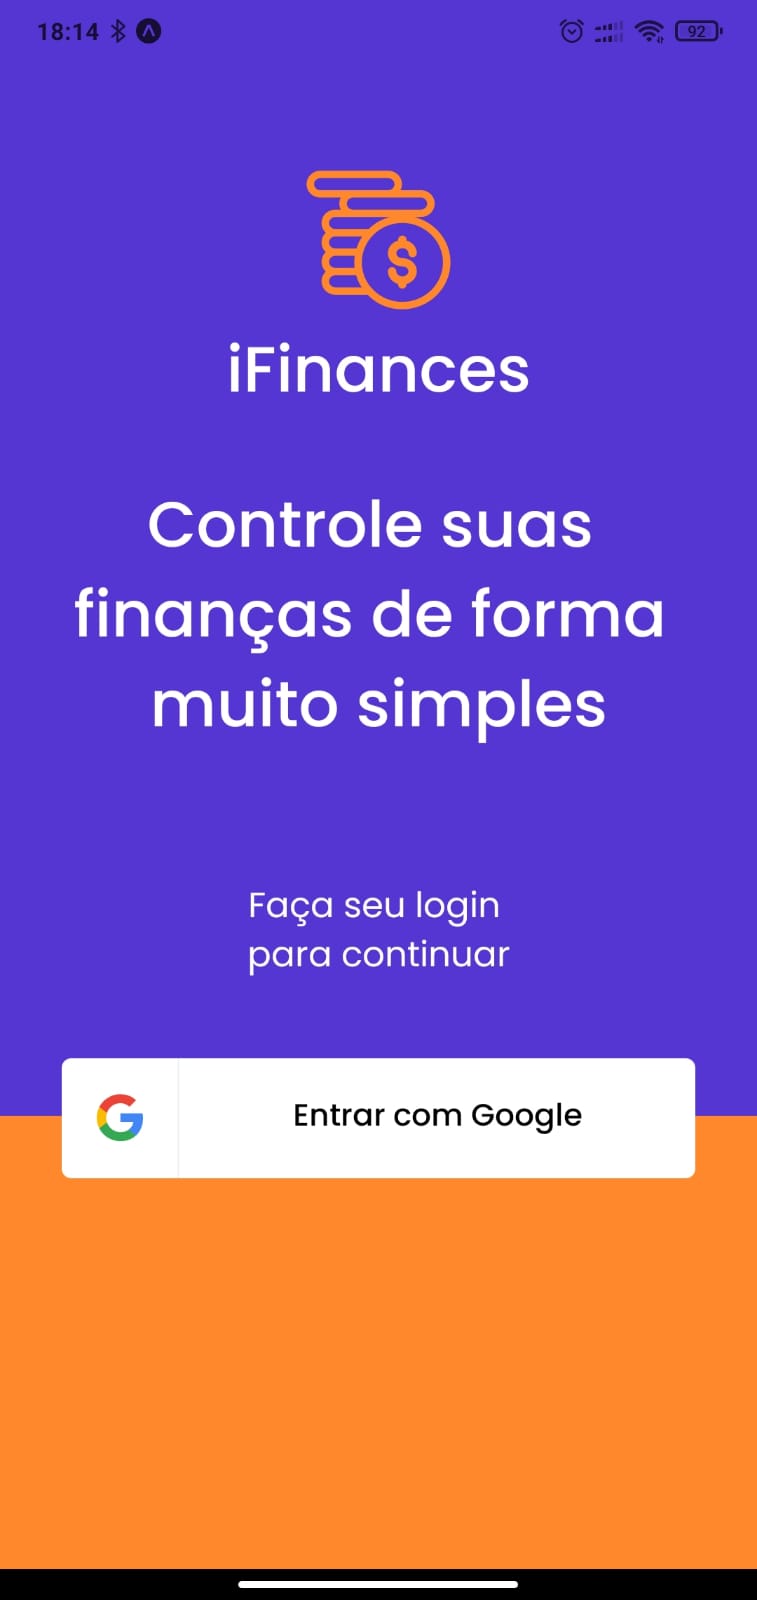 18:14
92
$
iFinances
Controle suas
finanças de forma
muito simples
Faça seu login
para continuar
Entrar com Google